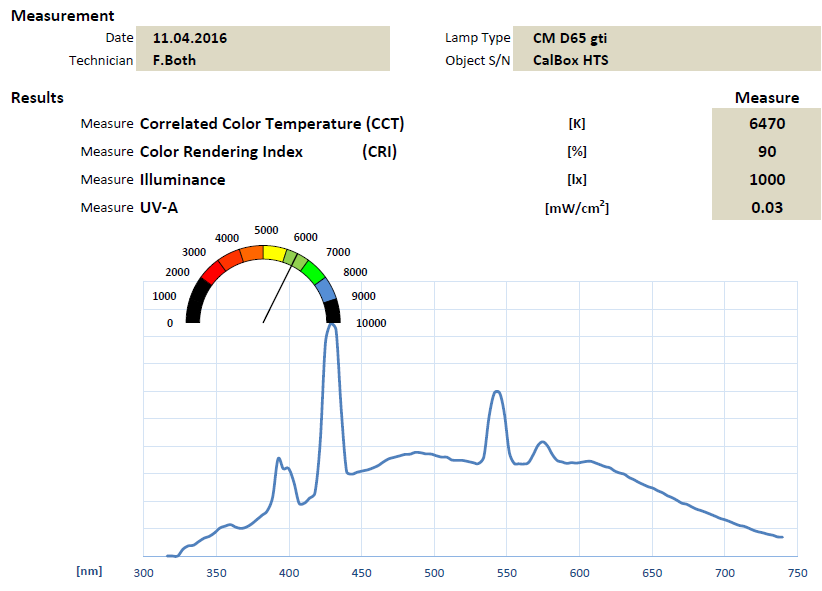 Measurement
Date 11.04.2016 Lamp Type CM D65 gti
Technician F.Both Object S/N CalBox HTS
Results Measure
Measure Correlated Color Temperature (CCT) [K] 6470
Measure Color Rendering Index (CRI) [%] 90
Measure Illuminance [lx] 1000
Measure UV-A [mW/cm²] 0.03
0 1000 2000 3000 4000 5000 6000 7000 8000 9000 10000
[nm] 300 350 400 450 500 550 600 650 700 750